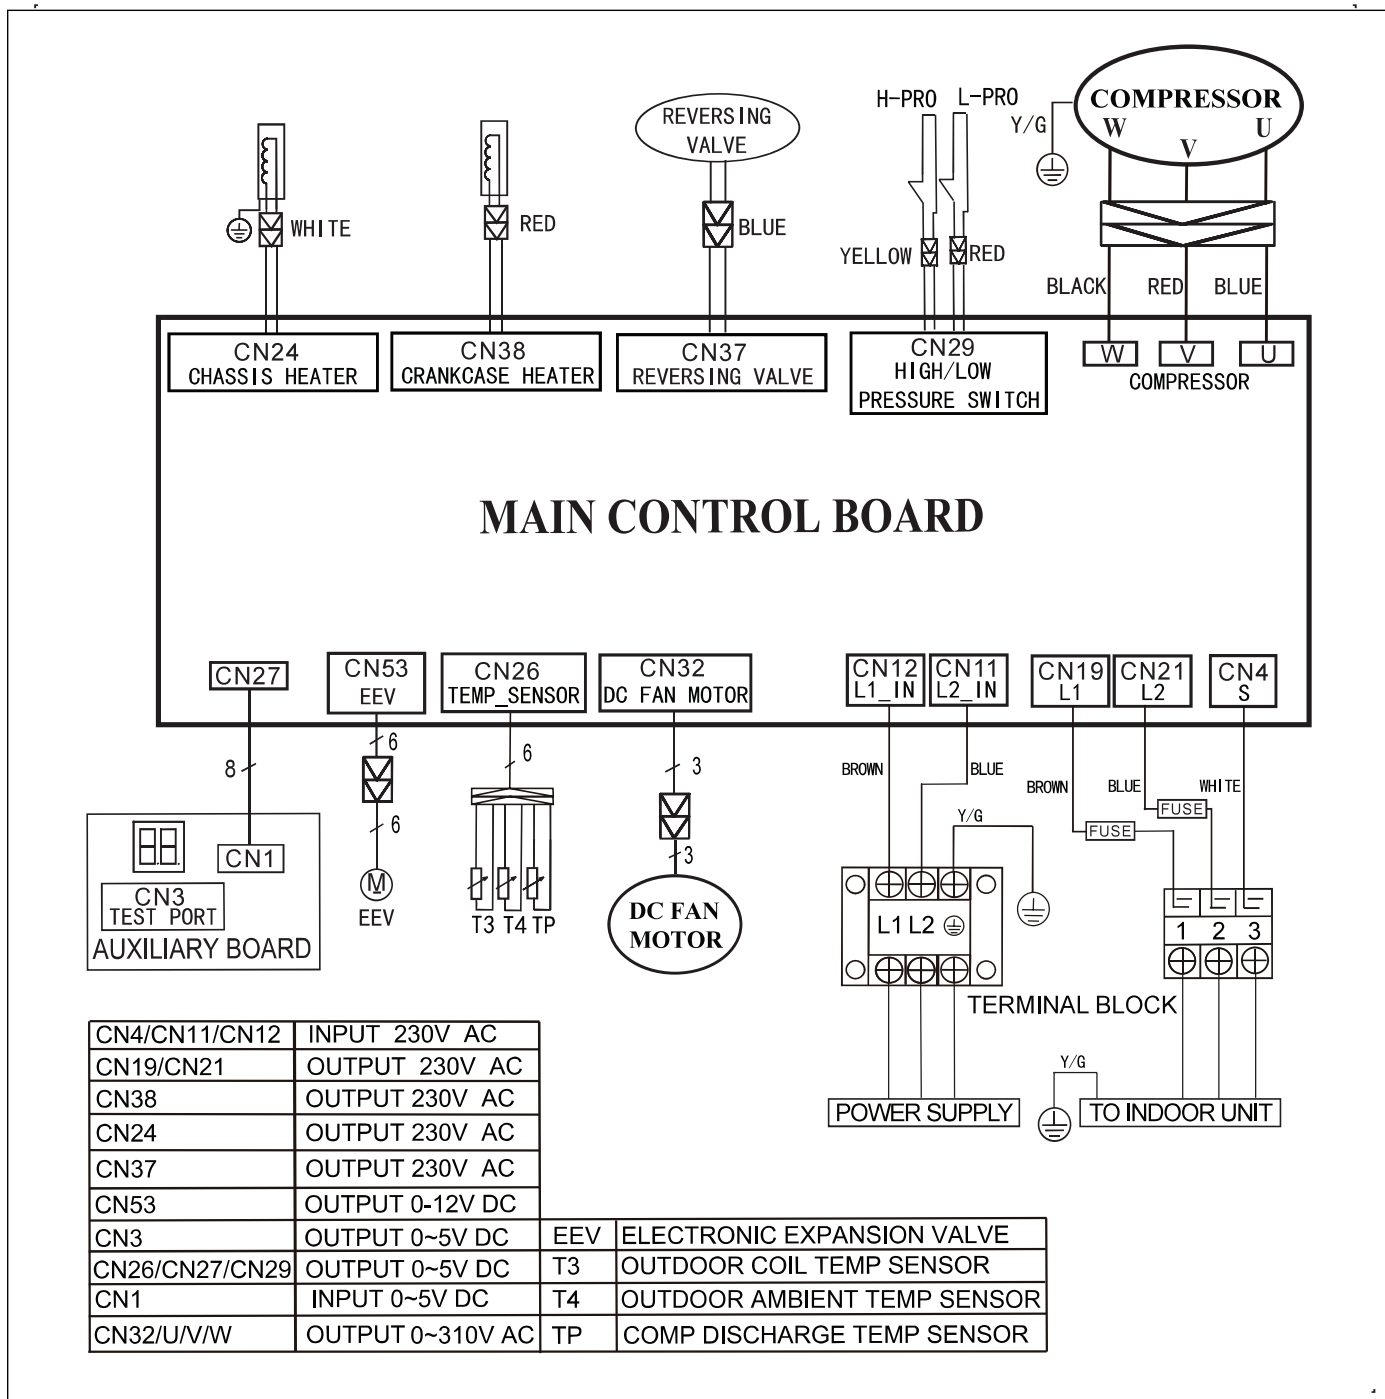 H-PRO L-PRO
COMPRESSOR
W V U
Y/G
REVERSING
VALVE
WHITE
RED
BLUE
YELLOW
RED
BLACK RED BLUE
CN24
CHASSIS HEATER
CN38
CRANKCASE HEATER
CN37
REVERSING VALVE
CN29
HIGH/LOW
PRESSURE SWITCH
W V U
COMPRESSOR
MAIN CONTROL BOARD
CN27
CN53
EEV
CN26
TEMP_SENSOR
CN32
DC FAN MOTOR
CN12
L1_IN
CN11
L2_IN
CN19
L1
CN21
L2
CN4
S
8
6
6
6
3
3
BROWN
BLUE
BROWN
BLUE
WHITE
FUSE
FUSE
Y/G
CN1
CN3
TEST PORT
AUXILIARY BOARD
M
EEV
T3 T4 TP
DC FAN
MOTOR
L1 L2
1 2 3
TERMINAL BLOCK
Y/G
POWER SUPPLY
TO INDOOR UNIT
CN4/CN11/CN12 INPUT 230V AC
CN19/CN21 OUTPUT 230V AC
CN38 OUTPUT 230V AC
CN24 OUTPUT 230V AC
CN37 OUTPUT 230V AC
CN53 OUTPUT 0-12V DC
CN3 OUTPUT 0~5V DC EEV ELECTRONIC EXPANSION VALVE
CN26/CN27/CN29 OUTPUT 0~5V DC T3 OUTDOOR COIL TEMP SENSOR
CN1 INPUT 0~5V DC T4 OUTDOOR AMBIENT TEMP SENSOR
CN32/U/V/W OUTPUT 0~310V AC TP COMP DISCHARGE TEMP SENSOR